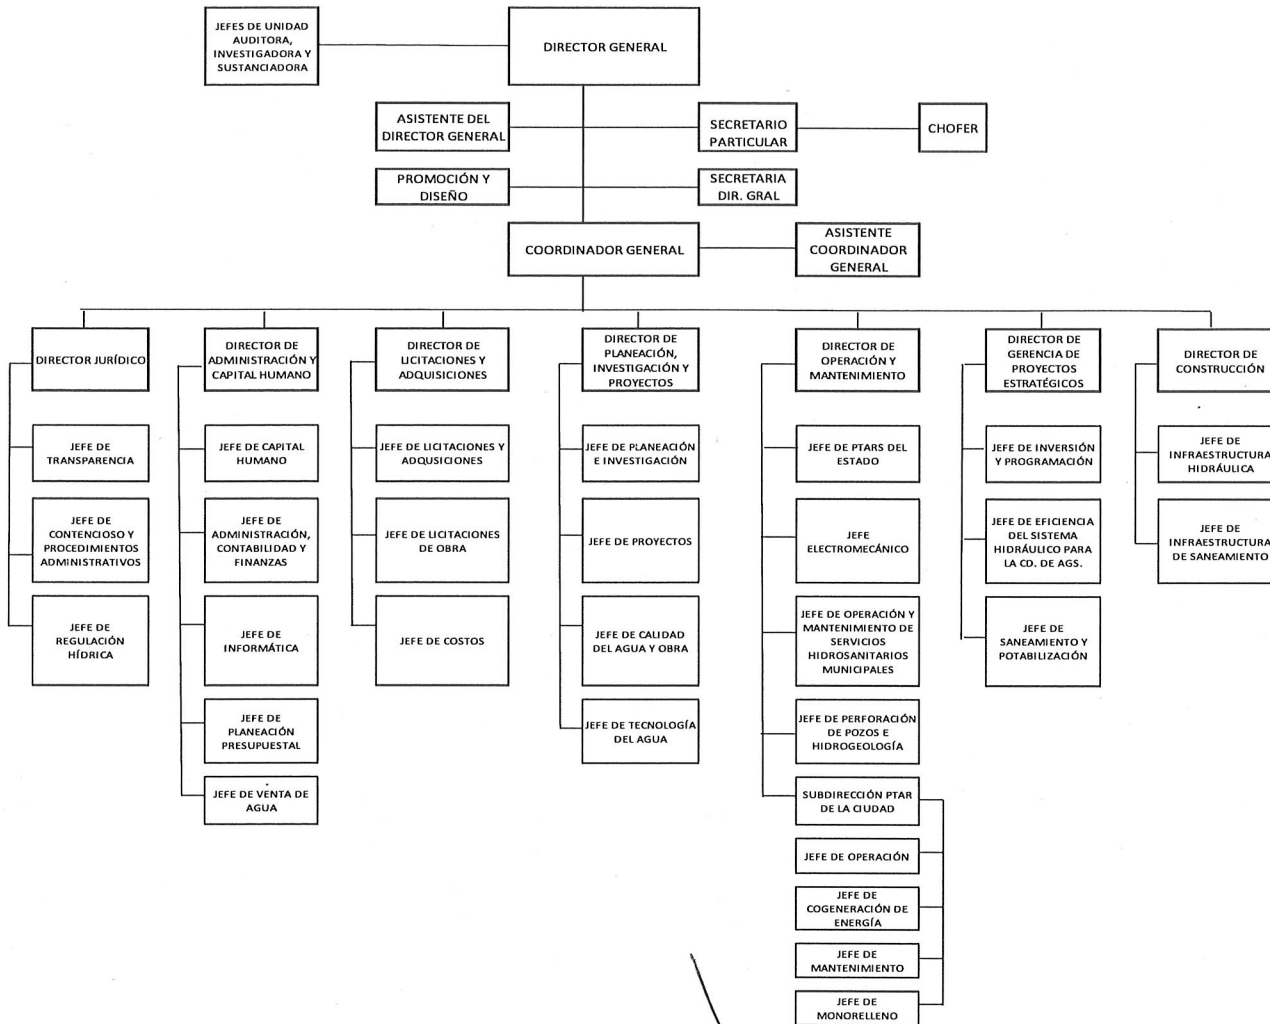 JEFES DE UNIDAD
AUDITORA,
INVESTIGADORA Y
SUSTANCIADORA
DIRECTOR GENERAL
ASISTENTE DEL
DIRECTOR GENERAL
SECRETARIO
PARTICULAR
CHOFER
PROMOCIÓN Y
DISEÑO
SECRETARIA
DIR. GRAL
COORDINADOR GENERAL
ASISTENTE
COORDINADOR
GENERAL
DIRECTOR JURÍDICO
DIRECTOR DE
ADMINISTRACIÓN Y
CAPITAL HUMANO
DIRECTOR DE
LICITACIONES Y
ADQUISICIONES
DIRECTOR DE
PLANEACIÓN,
INVESTIGACIÓN Y
PROYECTOS
DIRECTOR DE
OPERACIÓN Y
MANTENIMIENTO
DIRECTOR DE
GERENCIA DE
PROYECTOS
ESTRATÉGICOS
DIRECTOR DE
CONSTRUCCIÓN
JEFE DE
TRANSPARENCIA
JEFE DE CAPITAL
HUMANO
JEFE DE LICITACIONES Y
ADQUSICIONES
JEFE DE PLANEACIÓN
E INVESTIGACIÓN
JEFE DE PTARS DEL
ESTADO
JEFE DE INVERSIÓN
Y PROGRAMACIÓN
JEFE DE
INFRAESTRUCTURA
HIDRÁULICA
JEFE DE
CONTENCIOSO Y
PROCEDIMIENTOS
ADMINISTRATIVOS
JEFE DE
ADMINISTRACIÓN,
CONTABILIDAD Y
FINANZAS
JEFE DE LICITACIONES
DE OBRA
JEFE DE PROYECTOS
JEFE
ELECTROMECÁNICO
JEFE DE EFICIENCIA
DEL SISTEMA
HIDRÁULICO PARA
LA CD. DE AGS.
JEFE DE
INFRAESTRUCTURA
DE SANEAMIENTO
JEFE DE
REGULACIÓN
HÍDRICA
JEFE DE
INFORMÁTICA
JEFE DE COSTOS
JEFE DE CALIDAD
DEL AGUA Y OBRA
JEFE DE OPERACIÓN Y
MANTENIMIENTO DE
SERVICIOS
HIDROSANITARIOS
MUNICIPALES
JEFE DE
SANEAMIENTO Y
POTABILIZACIÓN
JEFE DE
PLANEACIÓN
PRESUPUESTAL
JEFE DE TECNOLOGÍA
DEL AGUA
JEFE DE PERFORACIÓN
DE POZOS E
HIDROGEOLOGÍA
JEFE DE VENTA DE
AGUA
SUBDIRECCIÓN PTAR
DE LA CIUDAD
JEFE DE OPERACIÓN
JEFE DE
COGENERACIÓN DE
ENERGÍA
JEFE DE
MANTENIMIENTO
JEFE DE
MONORELLENO